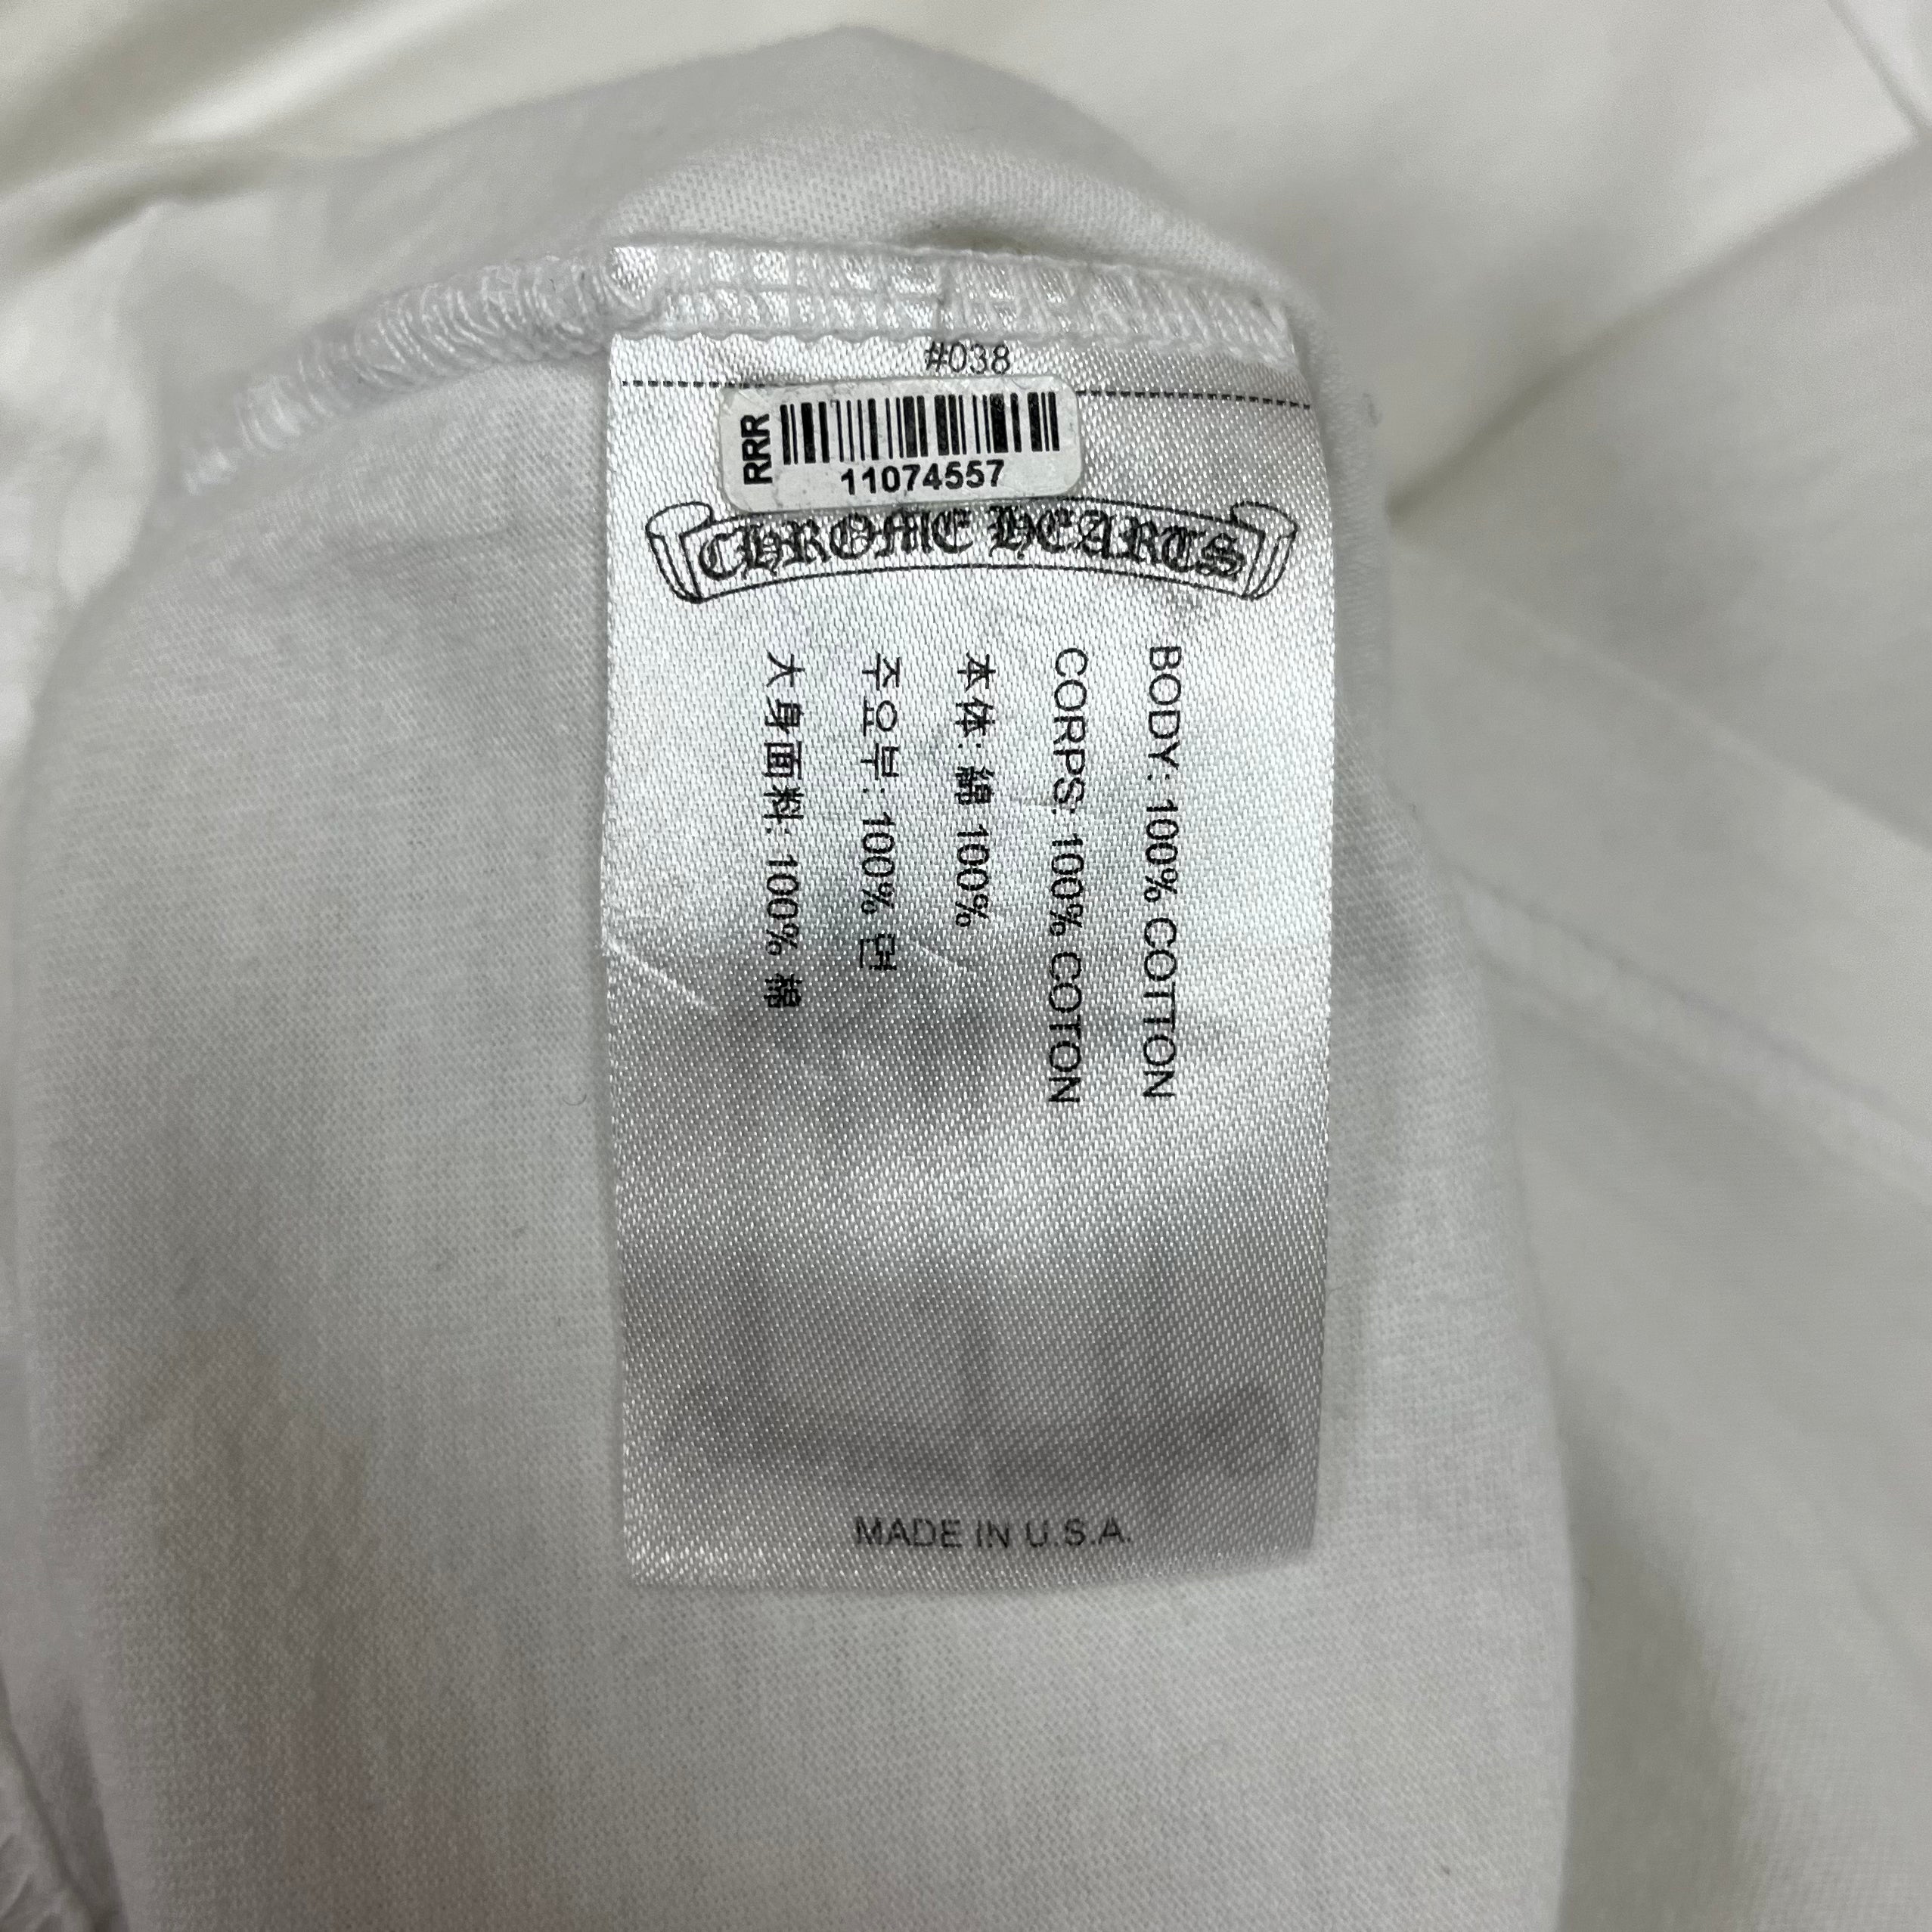 #038
RRR
11074557
CHROME HEARTS
BODY: 100% COTTON
CORPS: 100% COTON
本体: 綿 100%
주요부: 100% 면
大身面料: 100% 棉
MADE IN U.S.A.